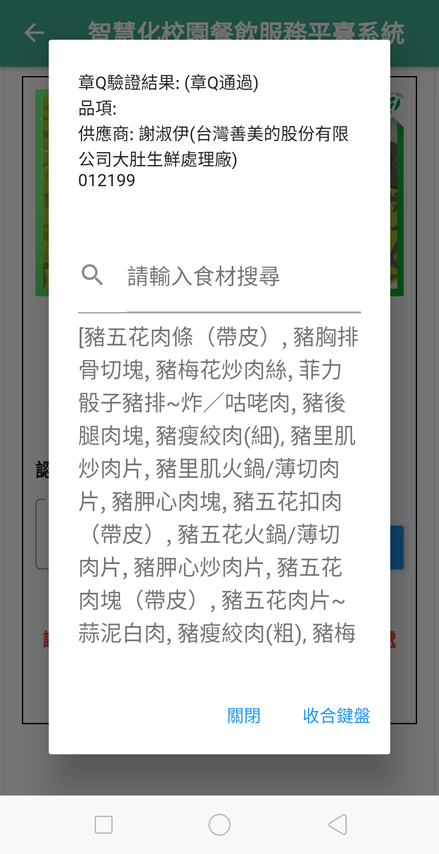 智慧化校園餐飲服務平臺系統
章Q驗證結果: (章Q通過)
品項:
供應商: 謝淑伊(台灣善美的股份有限
公司大肚生鮮處理廠)
012199
請輸入食材搜尋
[豬五花肉條（帶皮）, 豬胸排
骨切塊, 豬梅花炒肉絲, 菲力
骰子豬排~炸／咕咾肉, 豬後
腿肉塊, 豬瘦絞肉(細), 豬里肌
炒肉片, 豬里肌火鍋/薄切肉
片, 豬胛心肉塊, 豬五花扣肉
（帶皮）, 豬五花火鍋/薄切
肉片, 豬胛心炒肉片, 豬五花
肉塊（帶皮）, 豬五花肉片~
蒜泥白肉, 豬瘦絞肉(粗), 豬梅
關閉
收合鍵盤